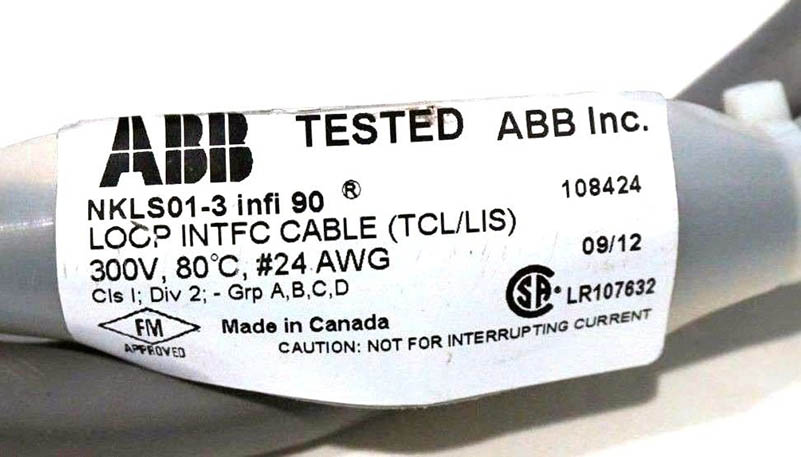 ABB TESTED ABB Inc.
NKLS01-3 infi 90 ® 108424
LOOP INTFC CABLE (TCL/LIS)
300V, 80°C, #24 AWG 09/12
Cls I; Div 2; - Grp A,B,C,D
FM APPROVED Made in Canada CSA LR107632
CAUTION: NOT FOR INTERRUPTING CURRENT